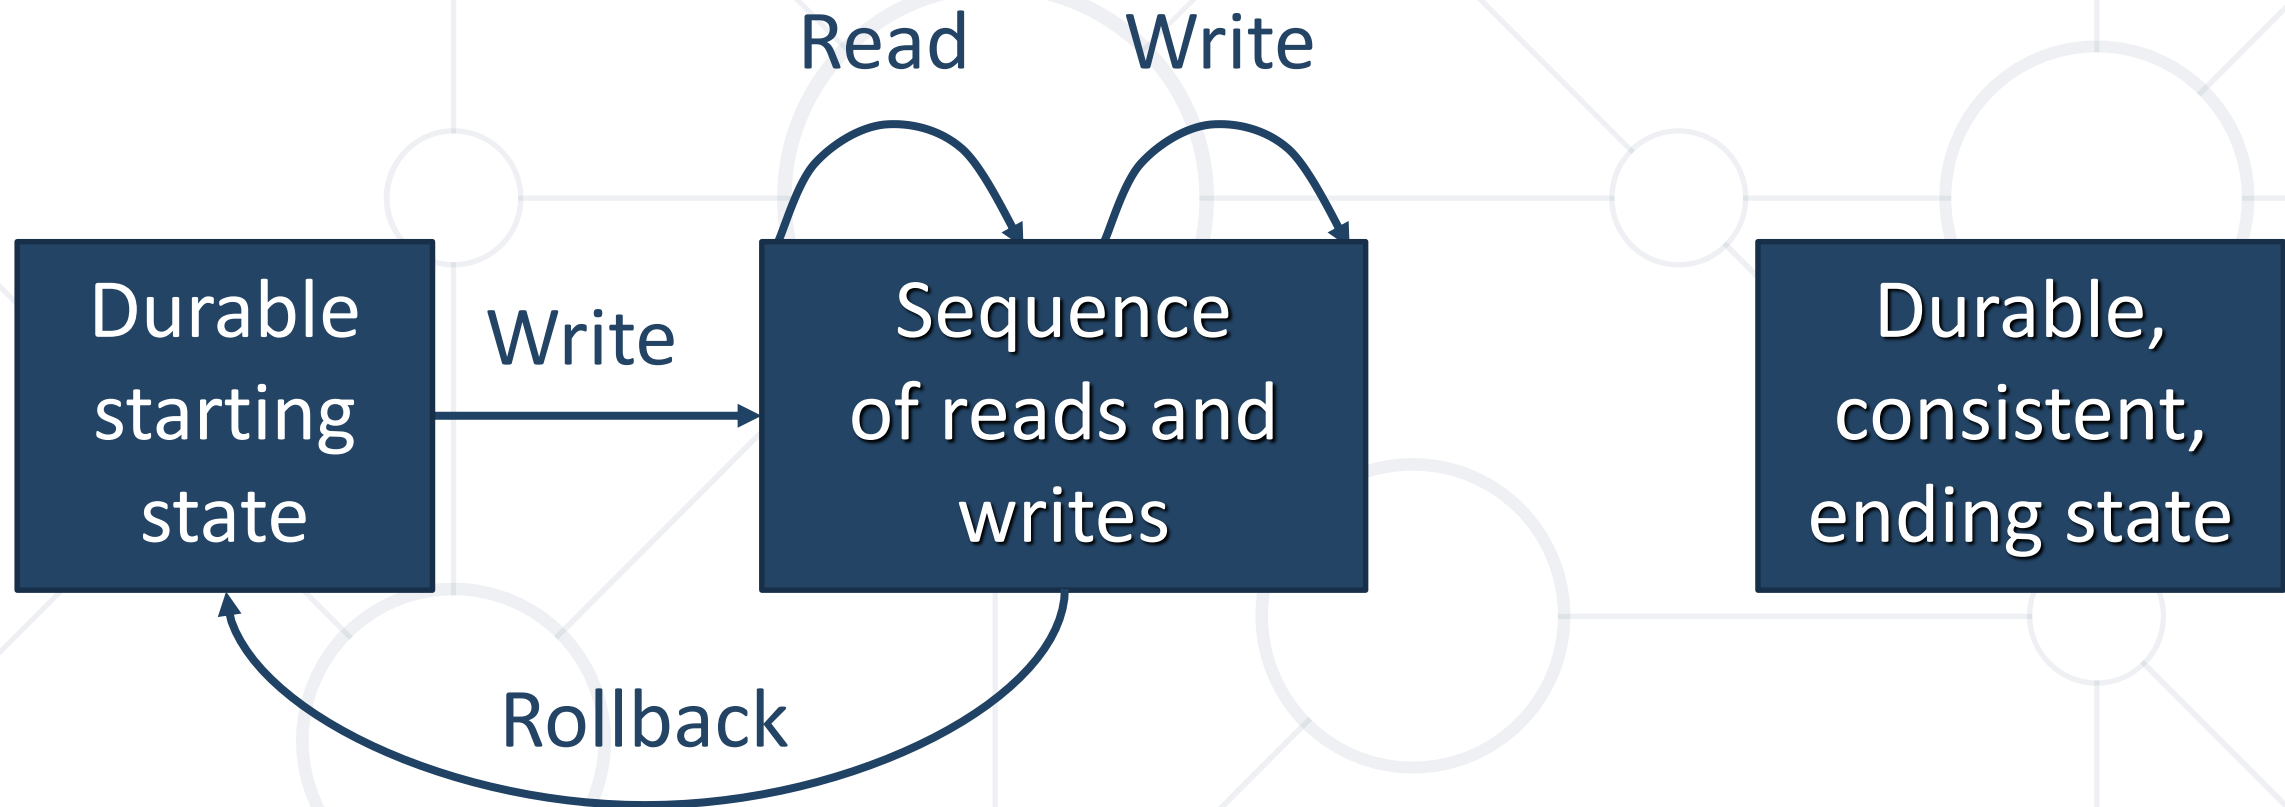 Read
Write
Durable
starting
state
Write
Sequence
of reads and
writes
Durable,
consistent,
ending state
Rollback